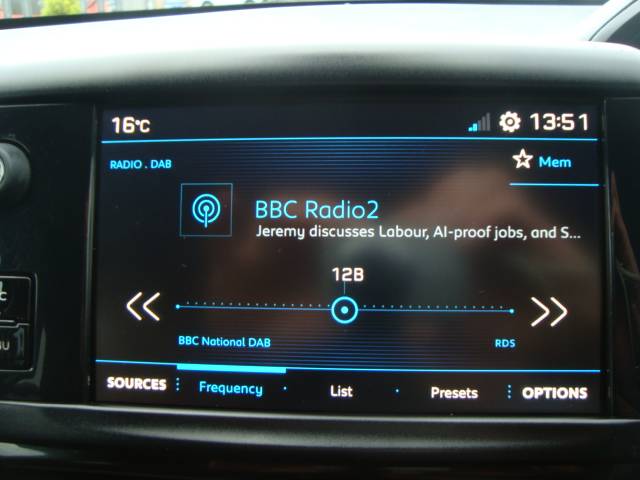 16°C 13:51
RADIO . DAB Mem
BBC Radio2
Jeremy discusses Labour, AI-proof jobs, and S...
12B
BBC National DAB RDS
SOURCES Frequency List Presets OPTIONS